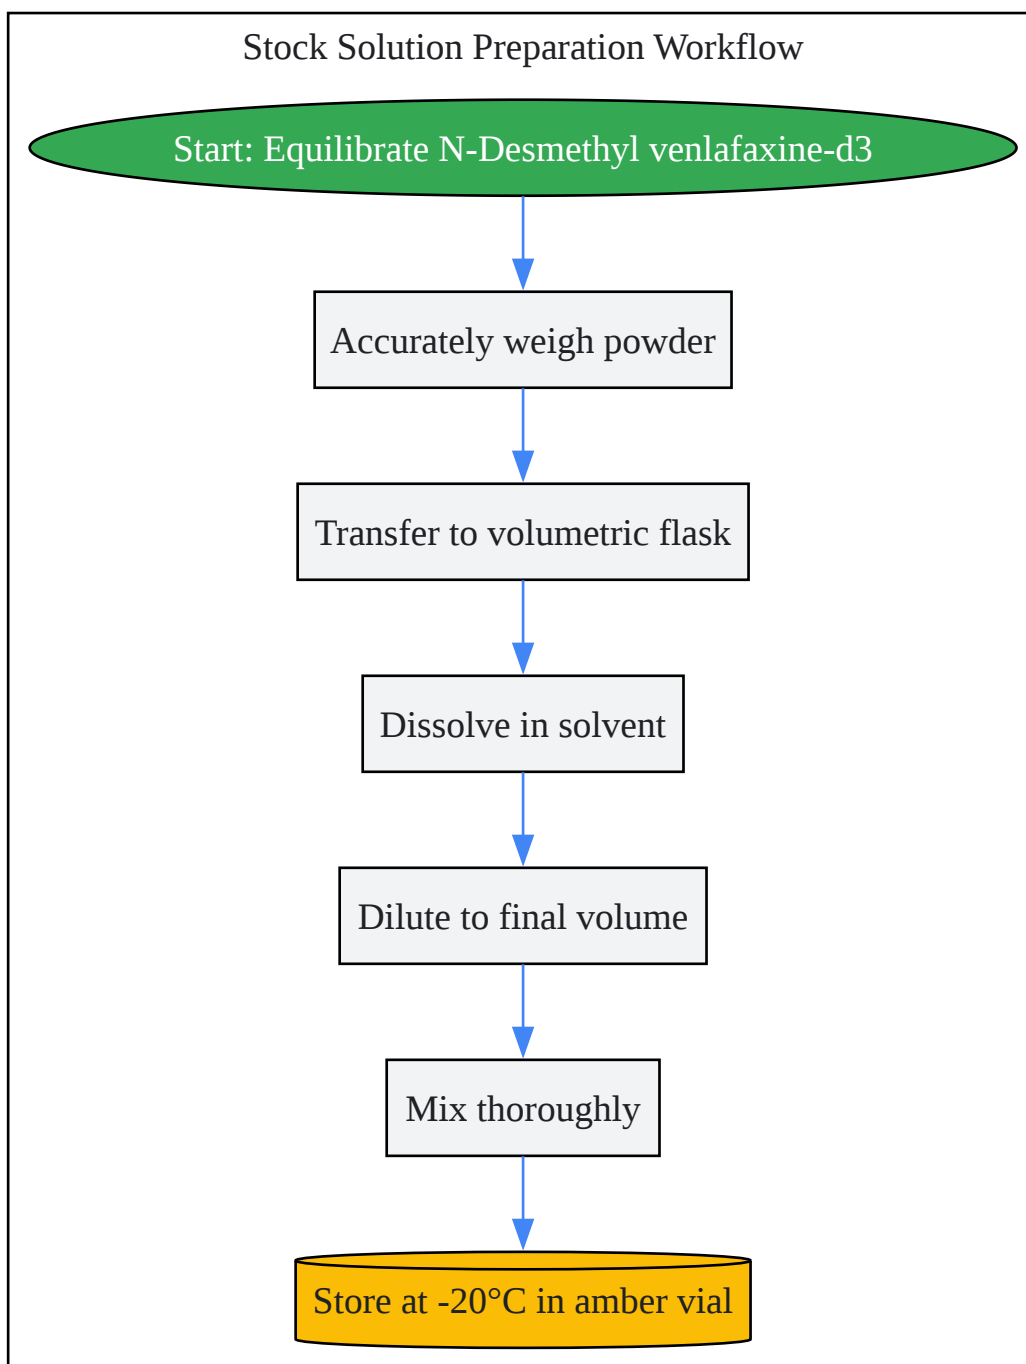 Stock Solution Preparation Workflow
Start: Equilibrate N-Desmethyl venlafaxine-d3
Accurately weigh powder
Transfer to volumetric flask
Dissolve in solvent
Dilute to final volume
Mix thoroughly
Store at -20°C in amber vial